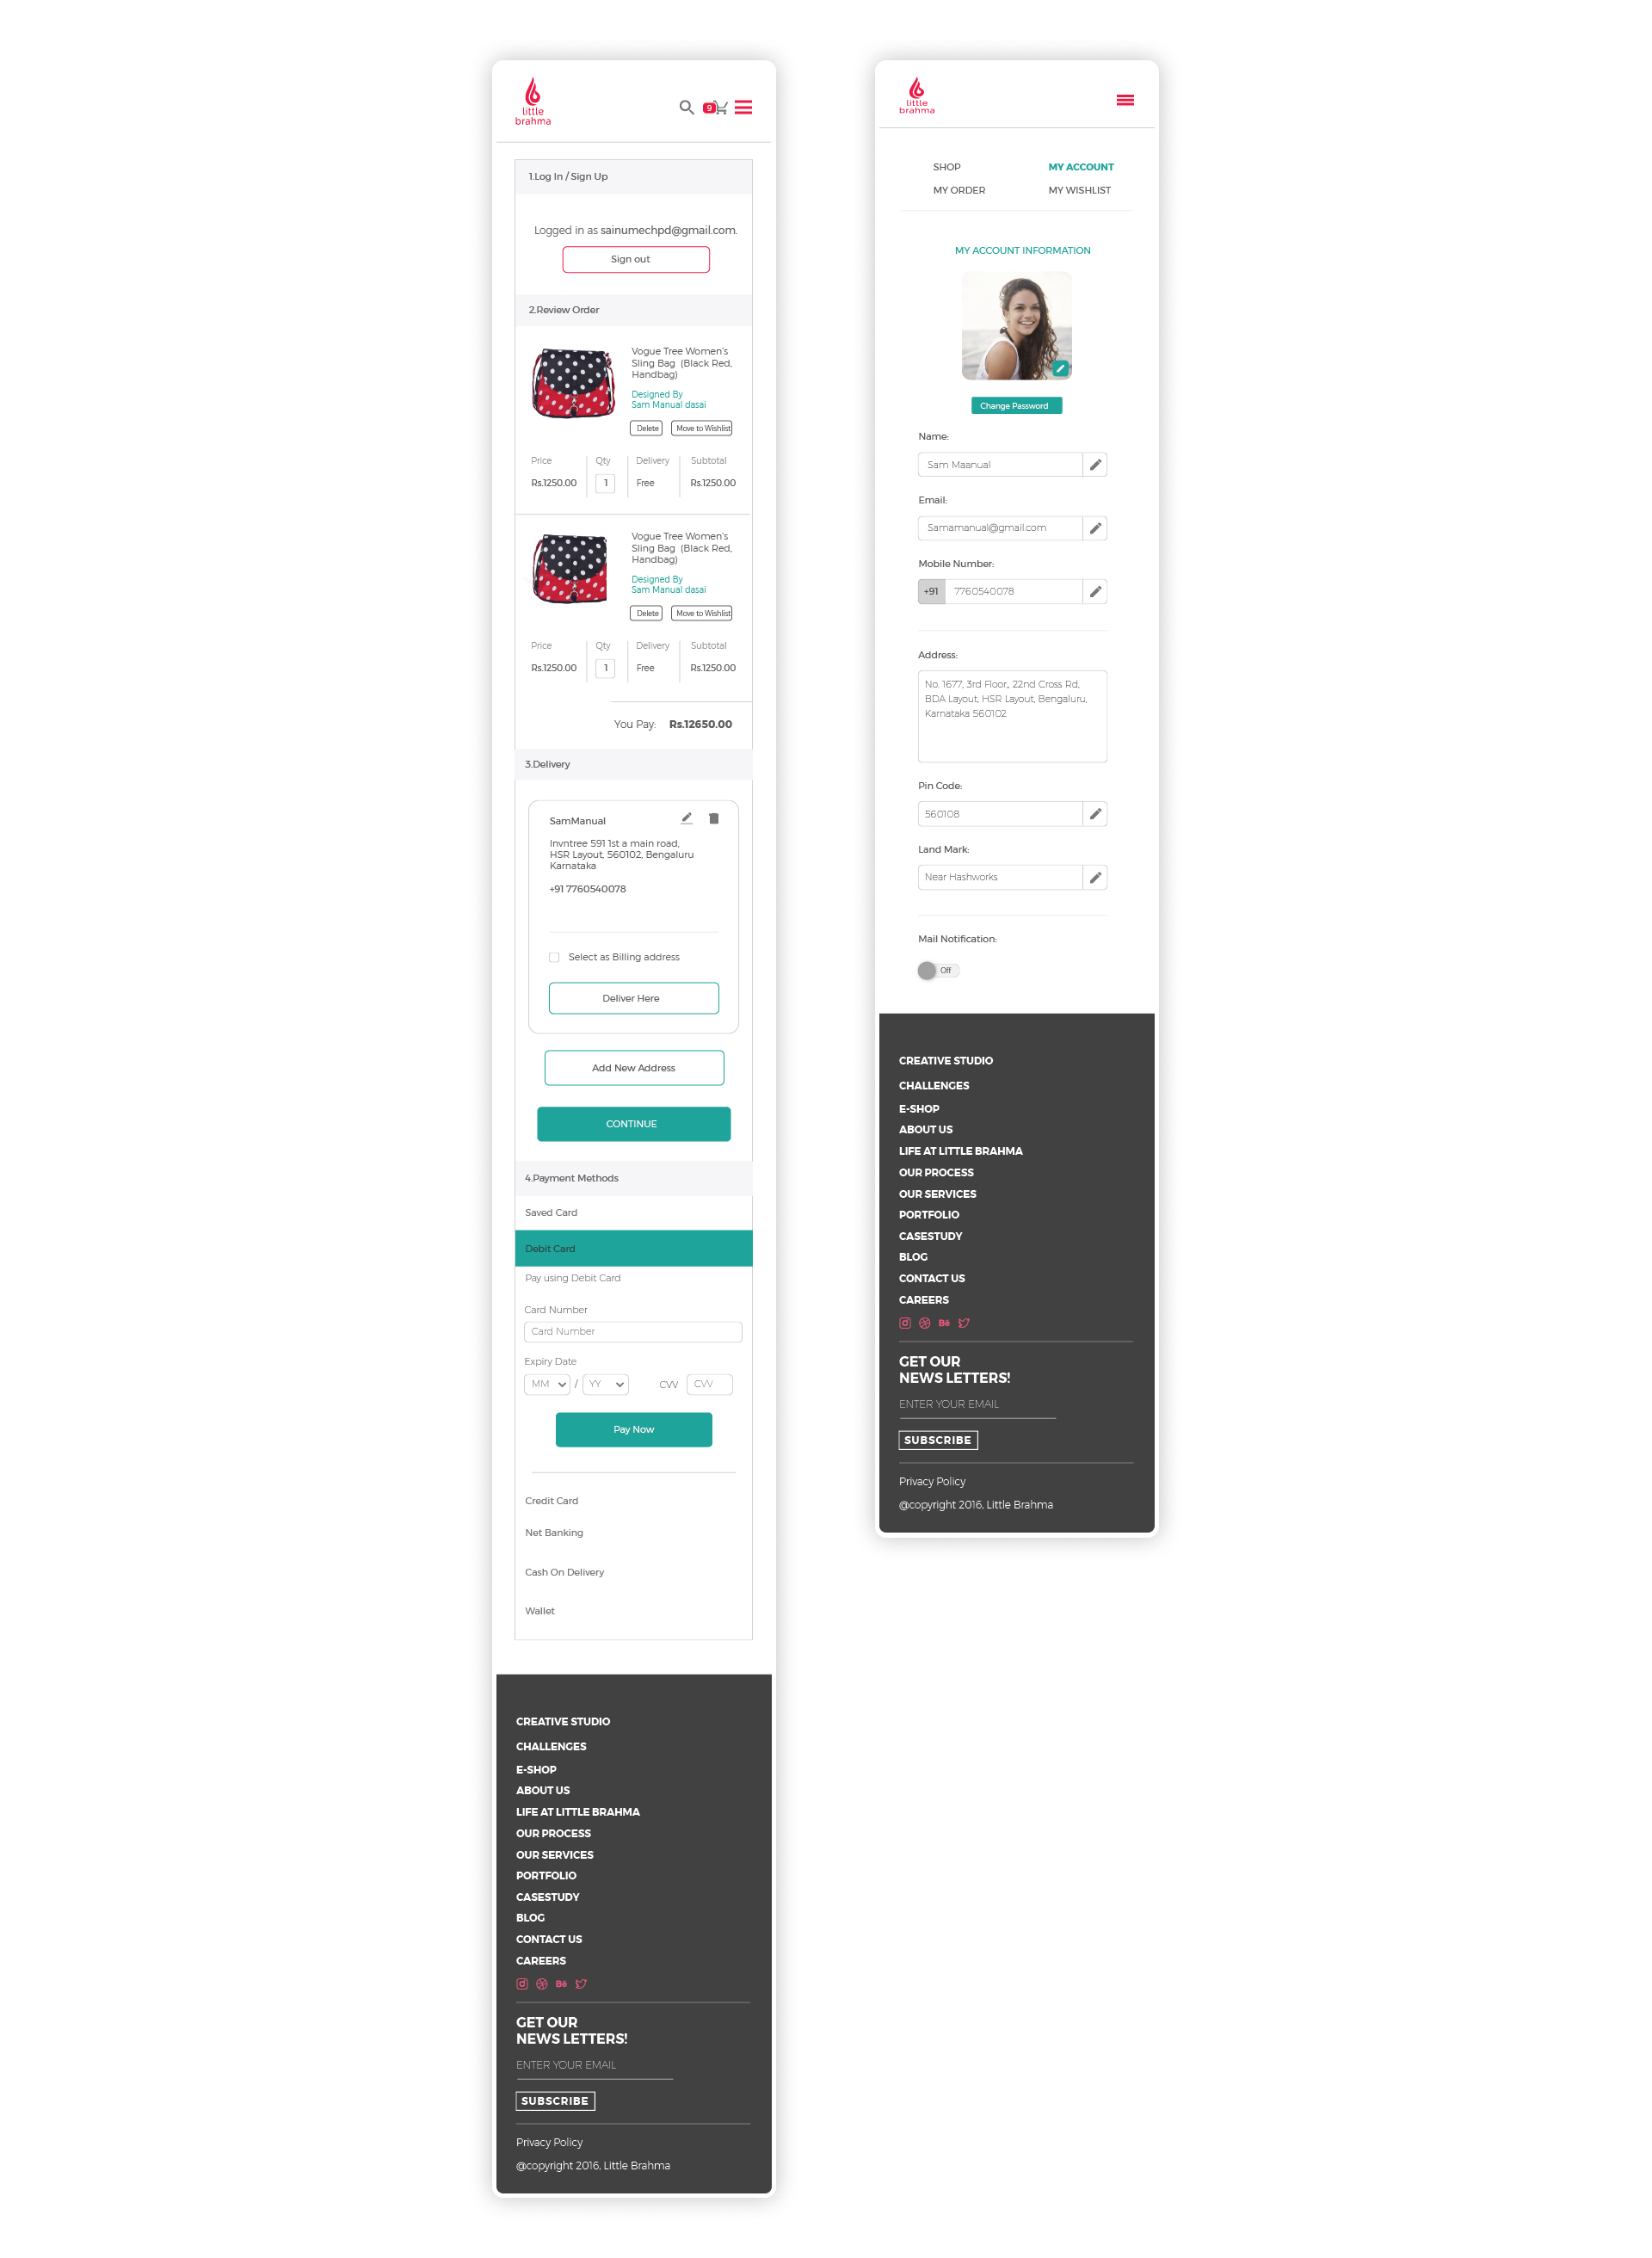 little
brahma
9
1.Log In / Sign Up
Logged in as sainumechpd@gmail.com.
Sign out
2.Review Order
Vogue Tree Women's
Sling Bag (Black Red,
Handbag)
Designed By
Sam Manual dasai
Delete Move to Wishlist
Price Qty Delivery Subtotal
Rs.1250.00 1 Free Rs.1250.00
Vogue Tree Women's
Sling Bag (Black Red,
Handbag)
Designed By
Sam Manual dasai
Delete Move to Wishlist
Price Qty Delivery Subtotal
Rs.1250.00 1 Free Rs.1250.00
You Pay: Rs.12650.00
3.Delivery
SamManual
Invntree 591 1st a main road,
HSR Layout, 560102, Bengaluru
Karnataka
+91 7760540078
Select as Billing address
Deliver Here
Add New Address
CONTINUE
4.Payment Methods
Saved Card
Debit Card
Pay using Debit Card
Card Number
Card Number
Expiry Date
MM / YY CVV CVV
Pay Now
Credit Card
Net Banking
Cash On Delivery
Wallet
CREATIVE STUDIO
CHALLENGES
E-SHOP
ABOUT US
LIFE AT LITTLE BRAHMA
OUR PROCESS
OUR SERVICES
PORTFOLIO
CASESTUDY
BLOG
CONTACT US
CAREERS
Bē
GET OUR
NEWS LETTERS!
ENTER YOUR EMAIL
SUBSCRIBE
Privacy Policy
@copyright 2016, Little Brahma
little
brahma
SHOP MY ACCOUNT
MY ORDER MY WISHLIST
MY ACCOUNT INFORMATION
Change Password
Name:
Sam Maanual
Email:
Samamanual@gmail.com
Mobile Number:
+91 7760540078
Address:
No. 1677, 3rd Floor,, 22nd Cross Rd,
BDA Layout, HSR Layout, Bengaluru,
Karnataka 560102
Pin Code:
560108
Land Mark:
Near Hashworks
Mail Notification:
Off
CREATIVE STUDIO
CHALLENGES
E-SHOP
ABOUT US
LIFE AT LITTLE BRAHMA
OUR PROCESS
OUR SERVICES
PORTFOLIO
CASESTUDY
BLOG
CONTACT US
CAREERS
Bē
GET OUR
NEWS LETTERS!
ENTER YOUR EMAIL
SUBSCRIBE
Privacy Policy
@copyright 2016, Little Brahma